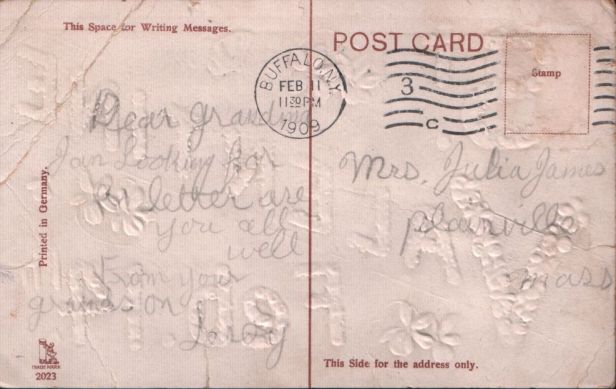 This Space for Writing Messages.
POST CARD
Stamp
BUFFALO, N.Y.
FEB 11
11 30 PM
1909
3
C
Dear grandma
I am Looking for
a letter are
you all
well
From your
grandson
Leroy
Mrs. Julia James
Plainville
mass
Printed in Germany.
TRADE MARK
2023
This Side for the address only.